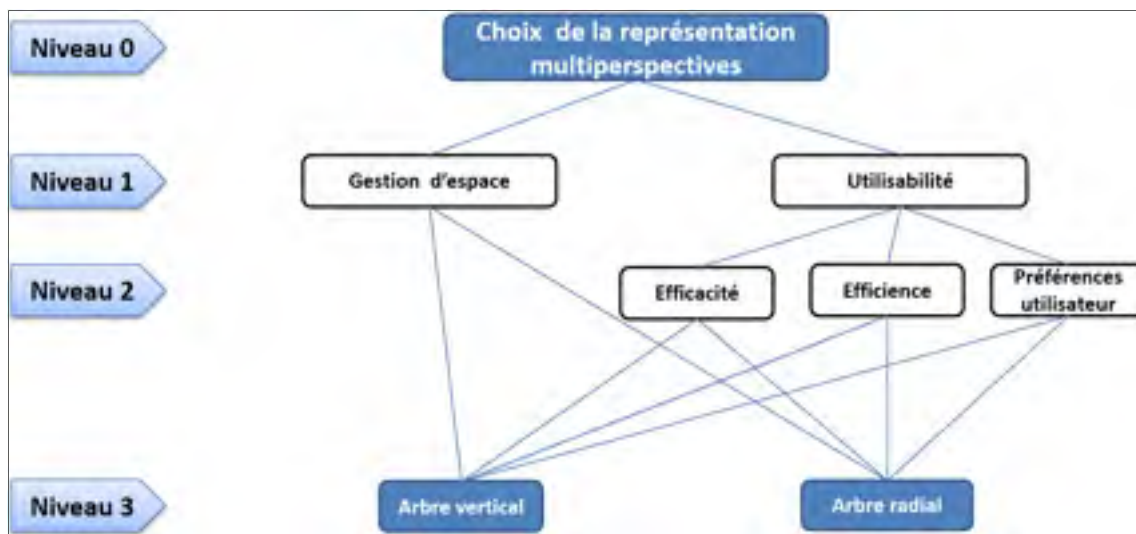 Niveau 0
Choix de la représentation
multiperspectives
Niveau 1
Gestion d'espace
Utilisabilité
Niveau 2
Efficacité
Efficience
Préférences
utilisateur
Niveau 3
Arbre vertical
Arbre radial